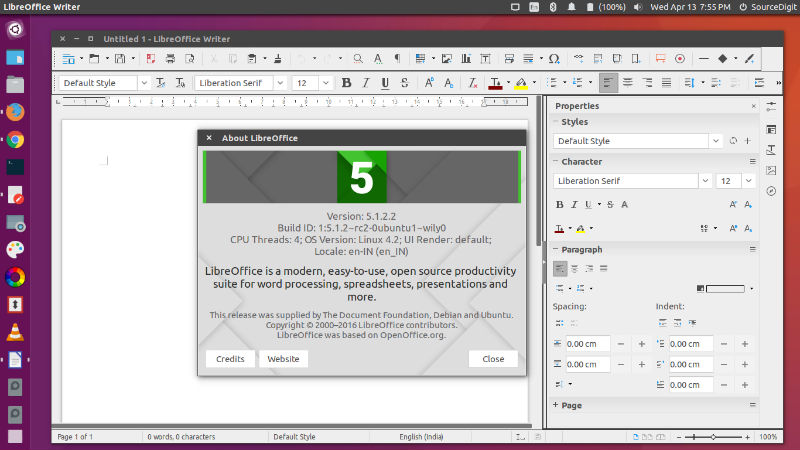 LibreOffice Writer
fn
(100%)
Wed Apr 13 7:55 PM
SourceDigit
Untitled 1 - LibreOffice Writer
Default Style
Liberation Serif
12
Properties
Styles
Default Style
Character
Liberation Serif
12
Paragraph
Spacing:
Indent:
0.00 cm
0.00 cm
0.00 cm
0.00 cm
0.00 cm
Page
About LibreOffice
5
Version: 5.1.2.2
Build ID: 1:5.1.2~rc2-0ubuntu1~wily0
CPU Threads: 4; OS Version: Linux 4.2; UI Render: default;
Locale: en-IN (en_IN)
LibreOffice is a modern, easy-to-use, open source productivity
suite for word processing, spreadsheets, presentations and
more.
This release was supplied by The Document Foundation, Debian and Ubuntu.
Copyright © 2000–2016 LibreOffice contributors.
LibreOffice was based on OpenOffice.org.
Credits
Website
Close
Page 1 of 1
0 words, 0 characters
Default Style
English (India)
100%